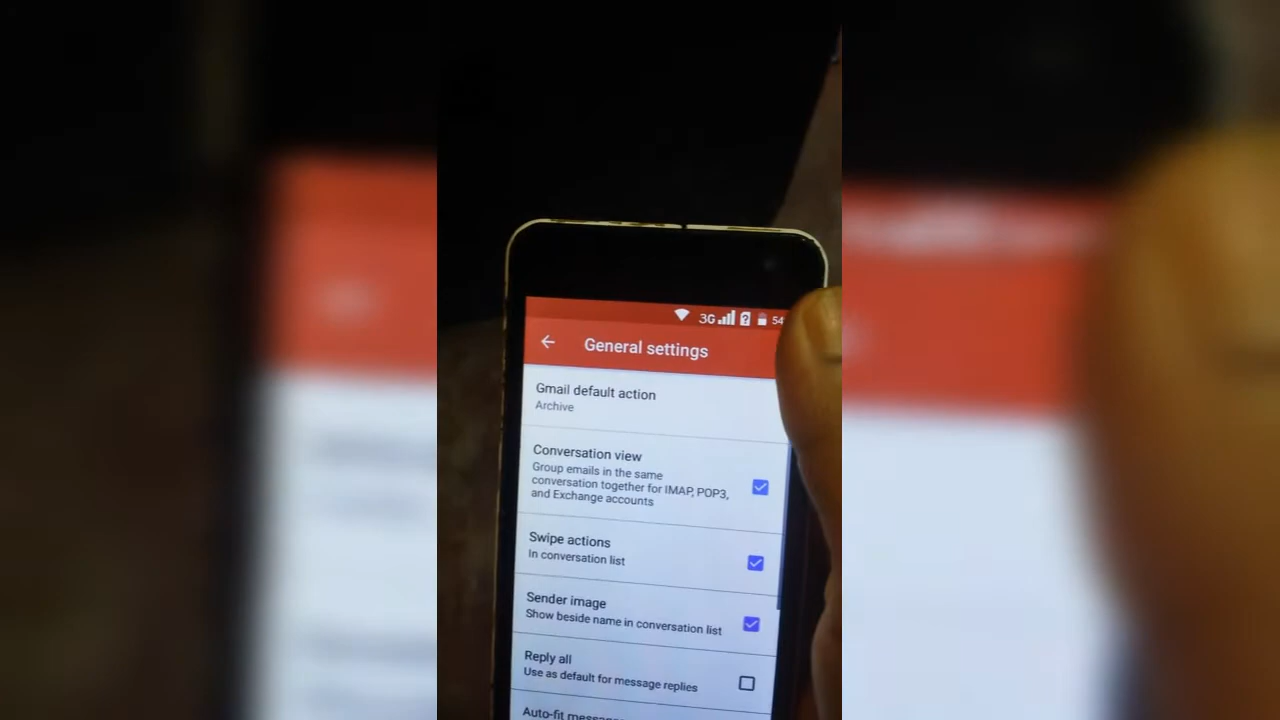 3G 54
General settings
Gmail default action
Archive
Conversation view
Group emails in the same
conversation together for IMAP, POP3,
and Exchange accounts
Swipe actions
In conversation list
Sender image
Show beside name in conversation list
Reply all
Use as default for message replies
Auto-fit